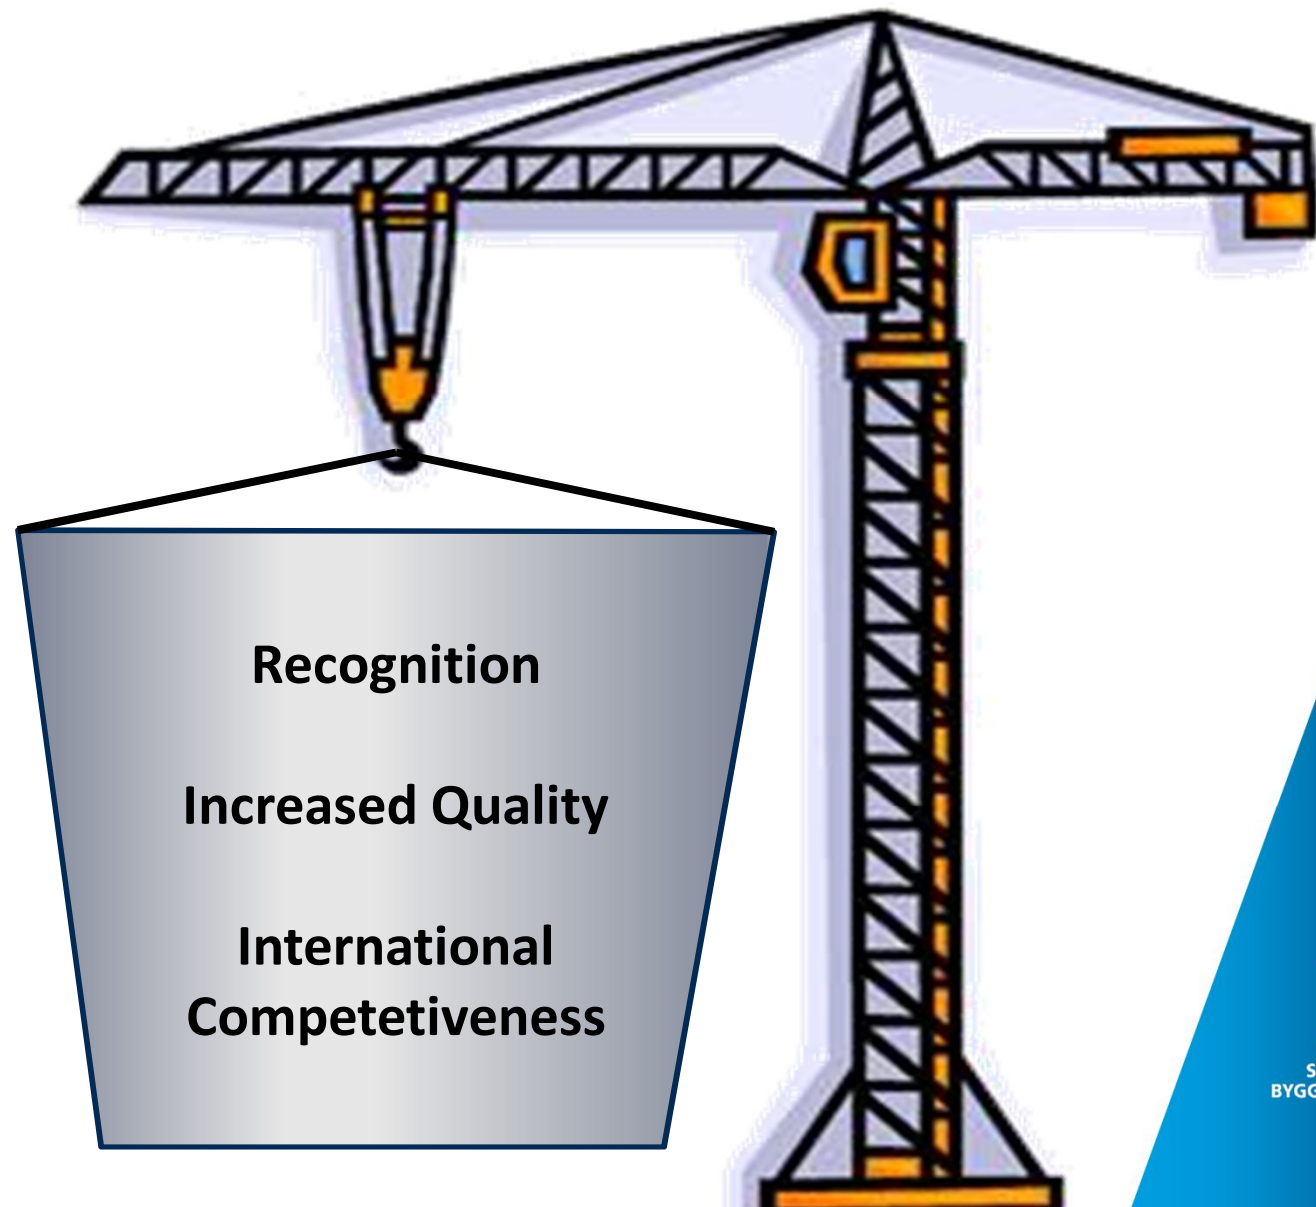 Recognition
Increased Quality
International
Competetiveness